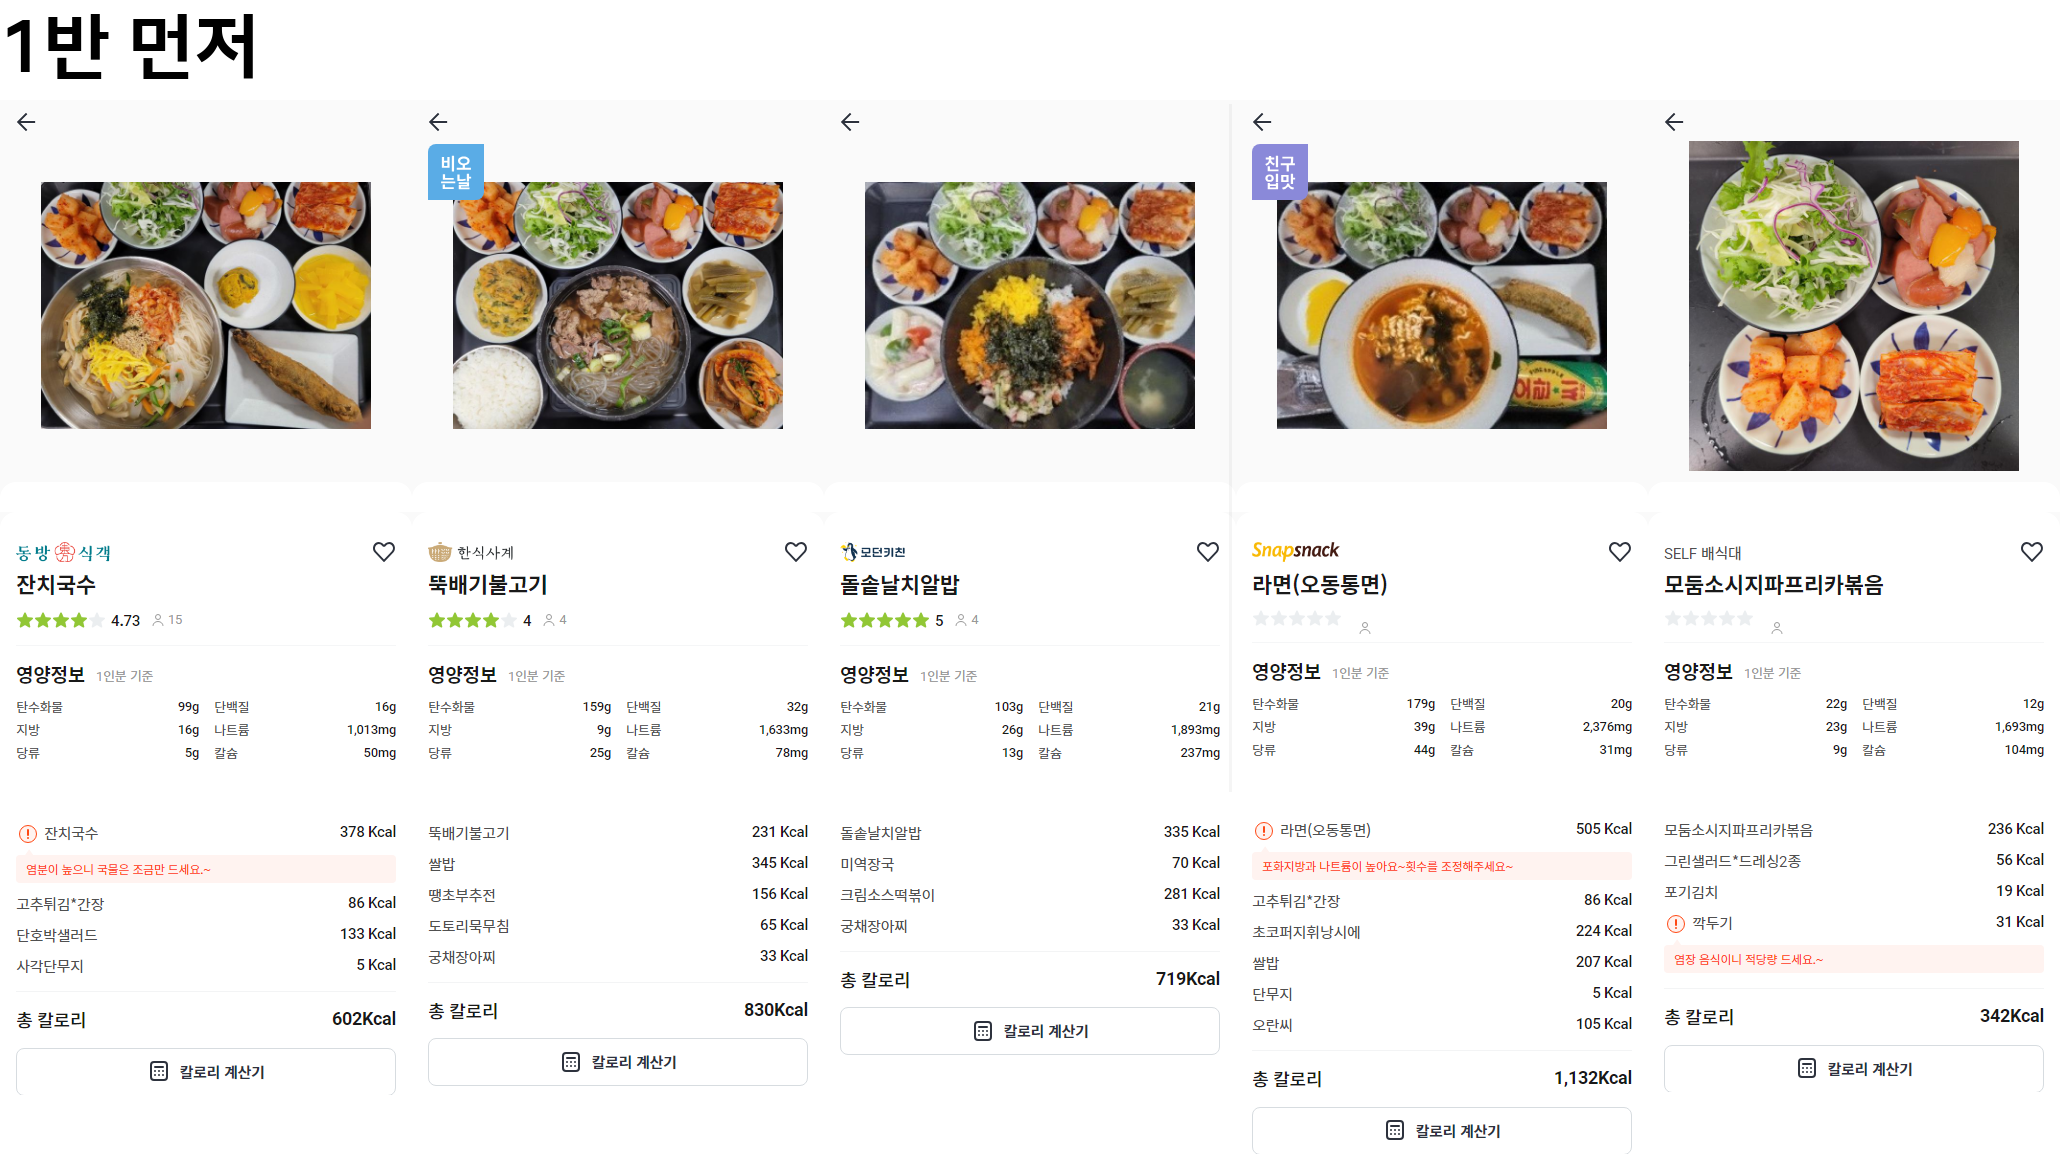 1반 먼저
동방식객
잔치국수
4.73 15
영양정보 1인분 기준
탄수화물 99g 단백질 16g
지방 16g 나트륨 1,013mg
당류 5g 칼슘 50mg
잔치국수 378 Kcal
염분이 높으니 국물은 조금만 드세요.~
고추튀김*간장 86 Kcal
단호박샐러드 133 Kcal
사각단무지 5 Kcal
총 칼로리 602Kcal
칼로리 계산기
비오
는날
한식사계
뚝배기불고기
4 4
영양정보 1인분 기준
탄수화물 159g 단백질 32g
지방 9g 나트륨 1,633mg
당류 25g 칼슘 78mg
뚝배기불고기 231 Kcal
쌀밥 345 Kcal
땡초부추전 156 Kcal
도토리묵무침 65 Kcal
궁채장아찌 33 Kcal
총 칼로리 830Kcal
칼로리 계산기
모던키친
돌솥날치알밥
5 4
영양정보 1인분 기준
탄수화물 103g 단백질 21g
지방 26g 나트륨 1,893mg
당류 13g 칼슘 237mg
돌솥날치알밥 335 Kcal
미역장국 70 Kcal
크림소스떡볶이 281 Kcal
궁채장아찌 33 Kcal
총 칼로리 719Kcal
칼로리 계산기
친구
입맛
Snapsnack
라면(오동통면)
영양정보 1인분 기준
탄수화물 179g 단백질 20g
지방 39g 나트륨 2,376mg
당류 44g 칼슘 31mg
라면(오동통면) 505 Kcal
포화지방과 나트륨이 높아요~횟수를 조정해주세요~
고추튀김*간장 86 Kcal
초코퍼지휘낭시에 224 Kcal
쌀밥 207 Kcal
단무지 5 Kcal
오란씨 105 Kcal
총 칼로리 1,132Kcal
칼로리 계산기
SELF 배식대
모둠소시지파프리카볶음
영양정보 1인분 기준
탄수화물 22g 단백질 12g
지방 23g 나트륨 1,693mg
당류 9g 칼슘 104mg
모둠소시지파프리카볶음 236 Kcal
그린샐러드*드레싱2종 56 Kcal
포기김치 19 Kcal
깍두기 31 Kcal
염장 음식이니 적당량 드세요.~
총 칼로리 342Kcal
칼로리 계산기